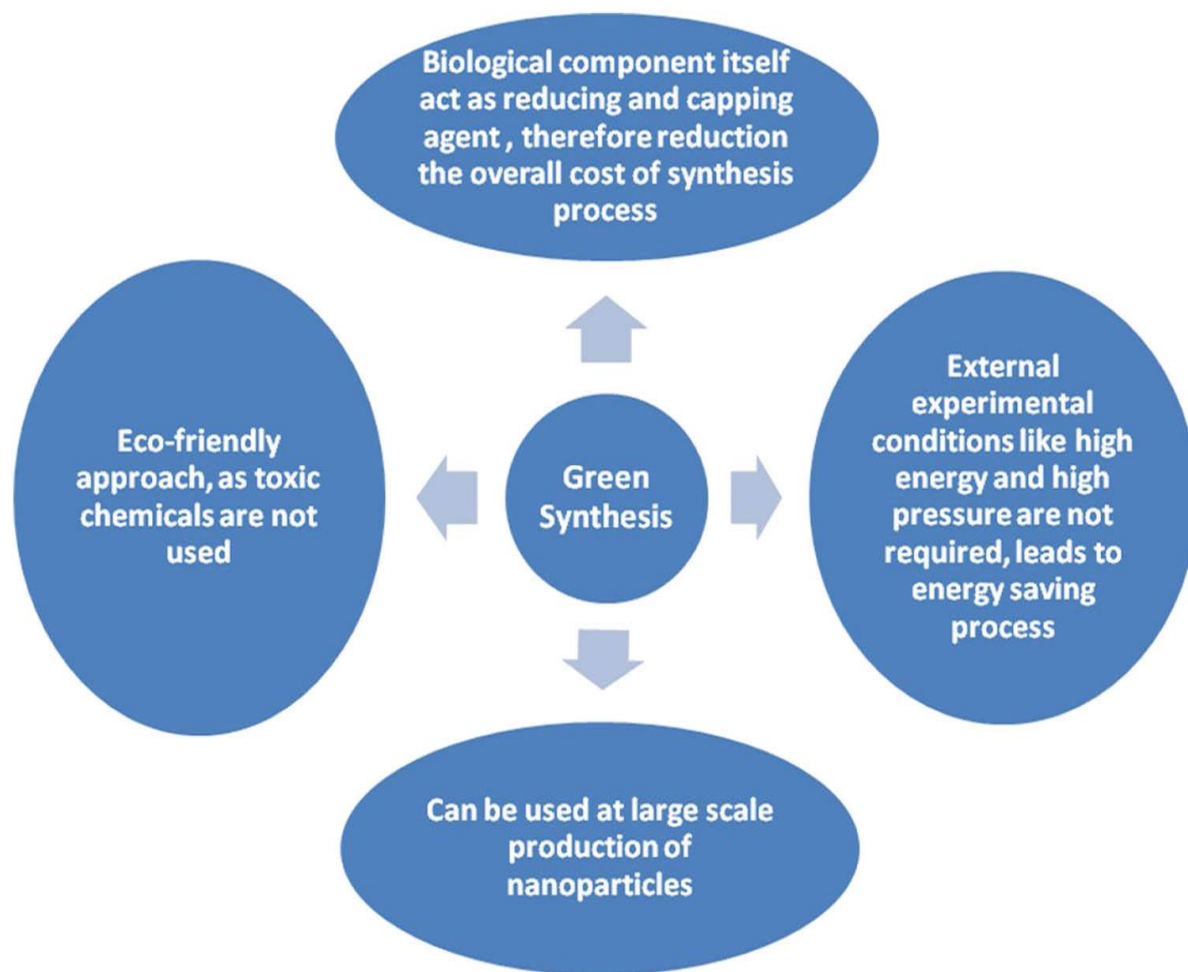 Biological component itself
act as reducing and capping
agent , therefore reduction
the overall cost of synthesis
process
Eco-friendly
approach, as toxic
chemicals are not
used
Green
Synthesis
External
experimental
conditions like high
energy and high
pressure are not
required, leads to
energy saving
process
Can be used at large scale
production of
nanoparticles